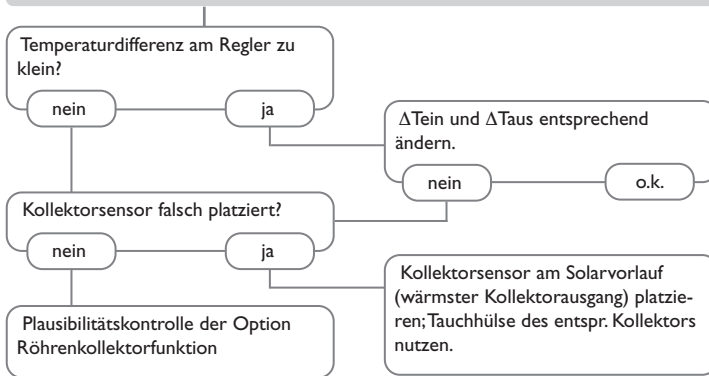 Temperaturdifferenz am Regler zu
klein?
nein
ja
ΔTein und ΔTaus entsprechend
ändern.
nein
o.k.
Kollektorsensor falsch platziert?
nein
ja
Kollektorsensor am Solarvorlauf
(wärmster Kollektorausgang) platzie-
ren; Tauchhülse des entspr. Kollektors
nutzen.
Plausibilitätskontrolle der Option
Röhrenkollektorfunktion